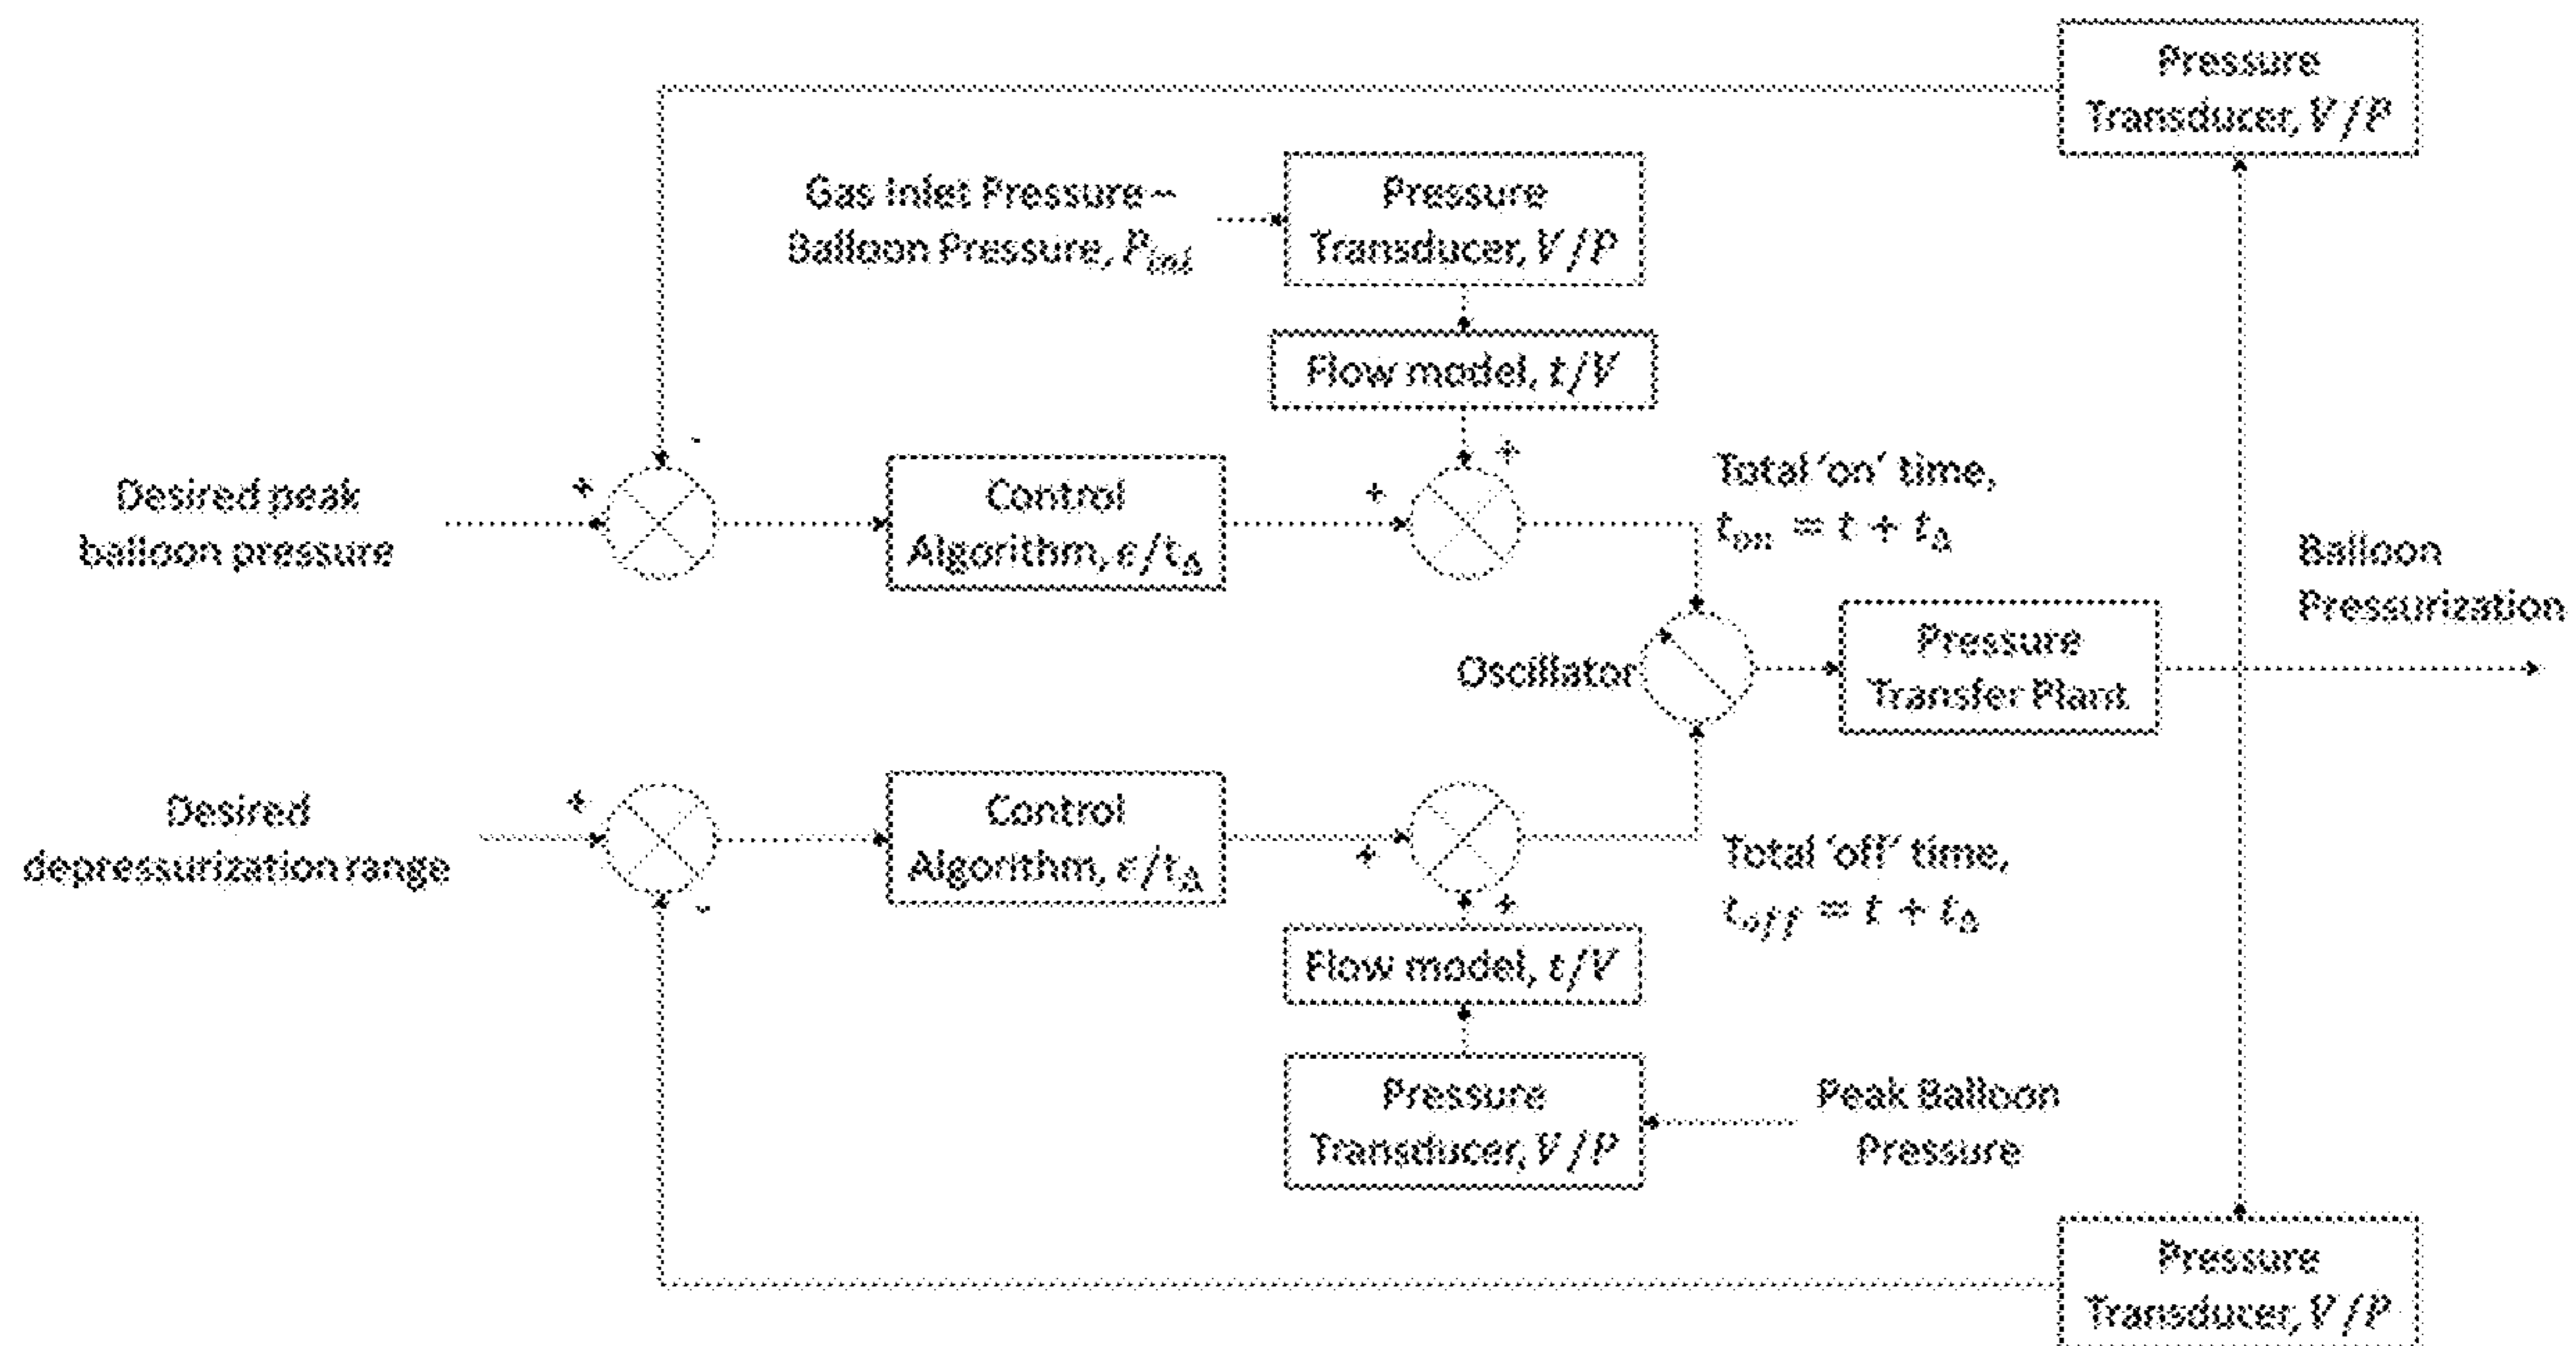 Pressure
Transducer, V/P
Gas Inlet Pressure –
Balloon Pressure, P_inl
Pressure
Transducer, V/P
Flow model, t/V
-
+
+
+
Desired peak
balloon pressure
Control
Algorithm, ε/t_Δ
Total 'on' time,
t_on = t + t_Δ
Balloon
Pressurization
Oscillator
Pressure
Transfer Plant
Desired
depressurization range
+
-
Control
Algorithm, ε/t_Δ
+
+
Total 'off' time,
t_off = t + t_Δ
Flow model, t/V
Pressure
Transducer, V/P
Peak Balloon
Pressure
Pressure
Transducer, V/P